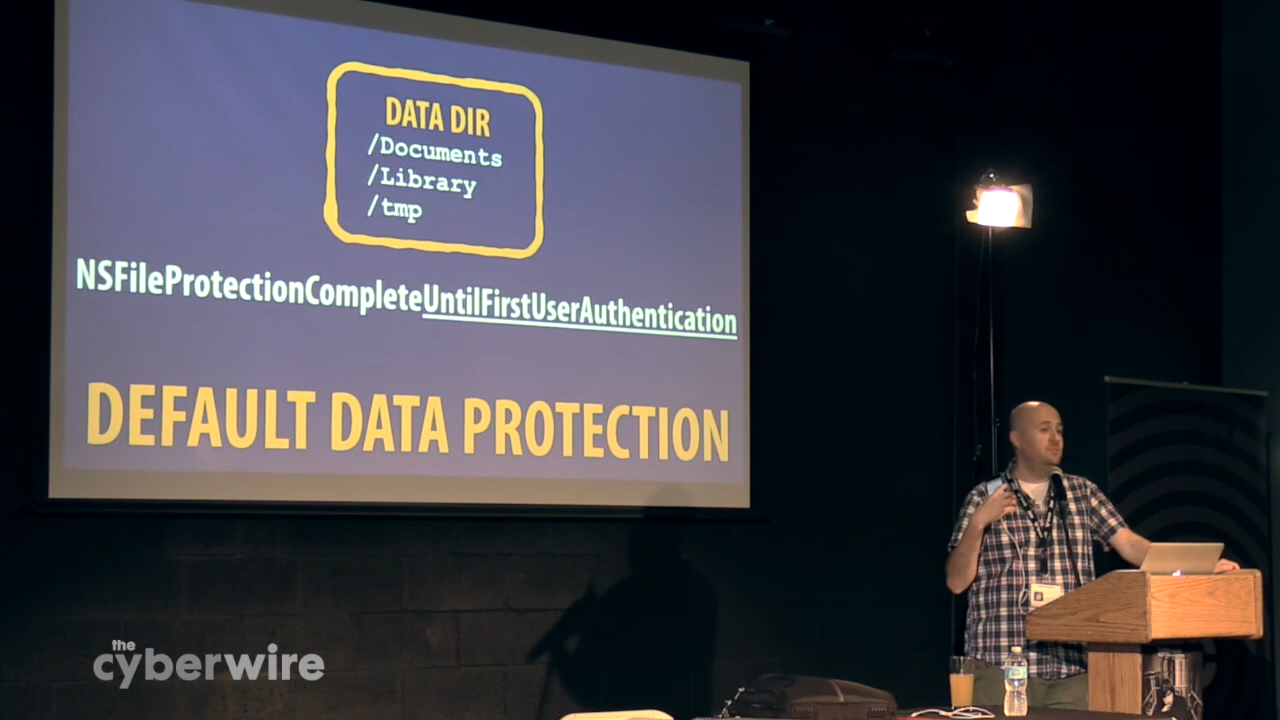 DATA DIR
/Documents
/Library
/tmp
NSFileProtectionCompleteUntilFirstUserAuthentication
DEFAULT DATA PROTECTION
the
cyberwire